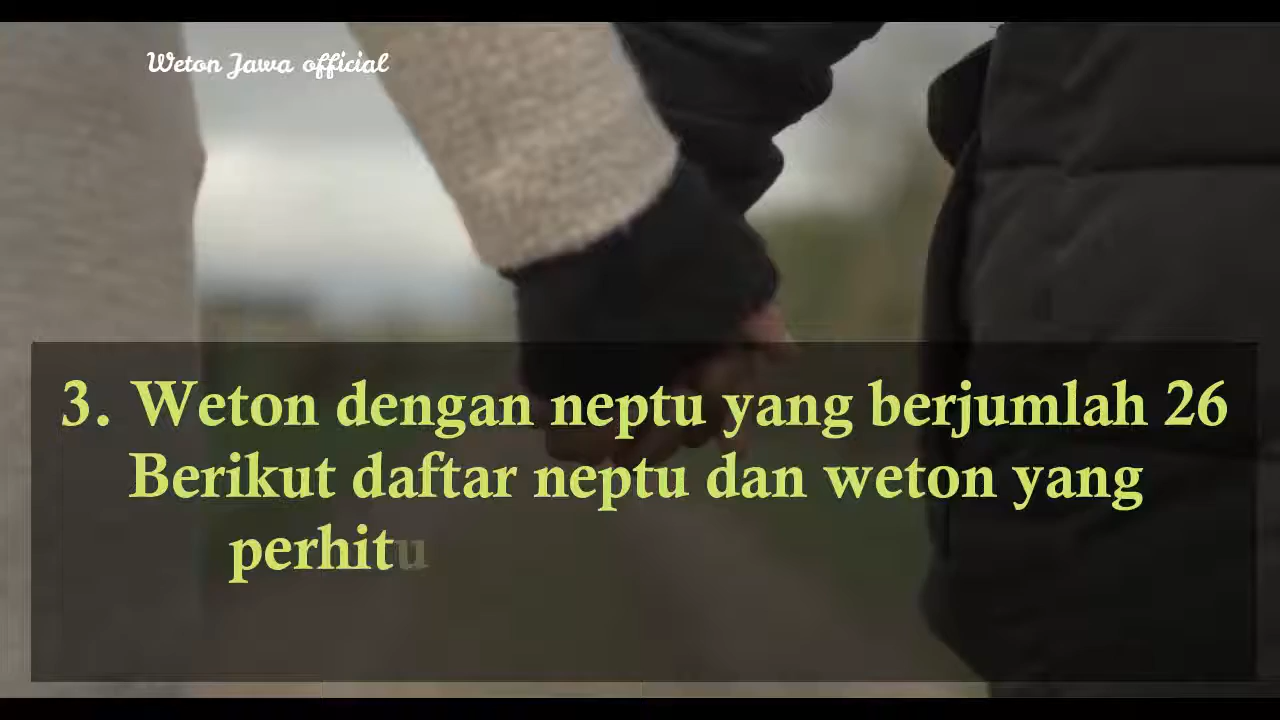 Weton Jawa official
3. Weton dengan neptu yang berjumlah 26
Berikut daftar neptu dan weton yang
perhitu